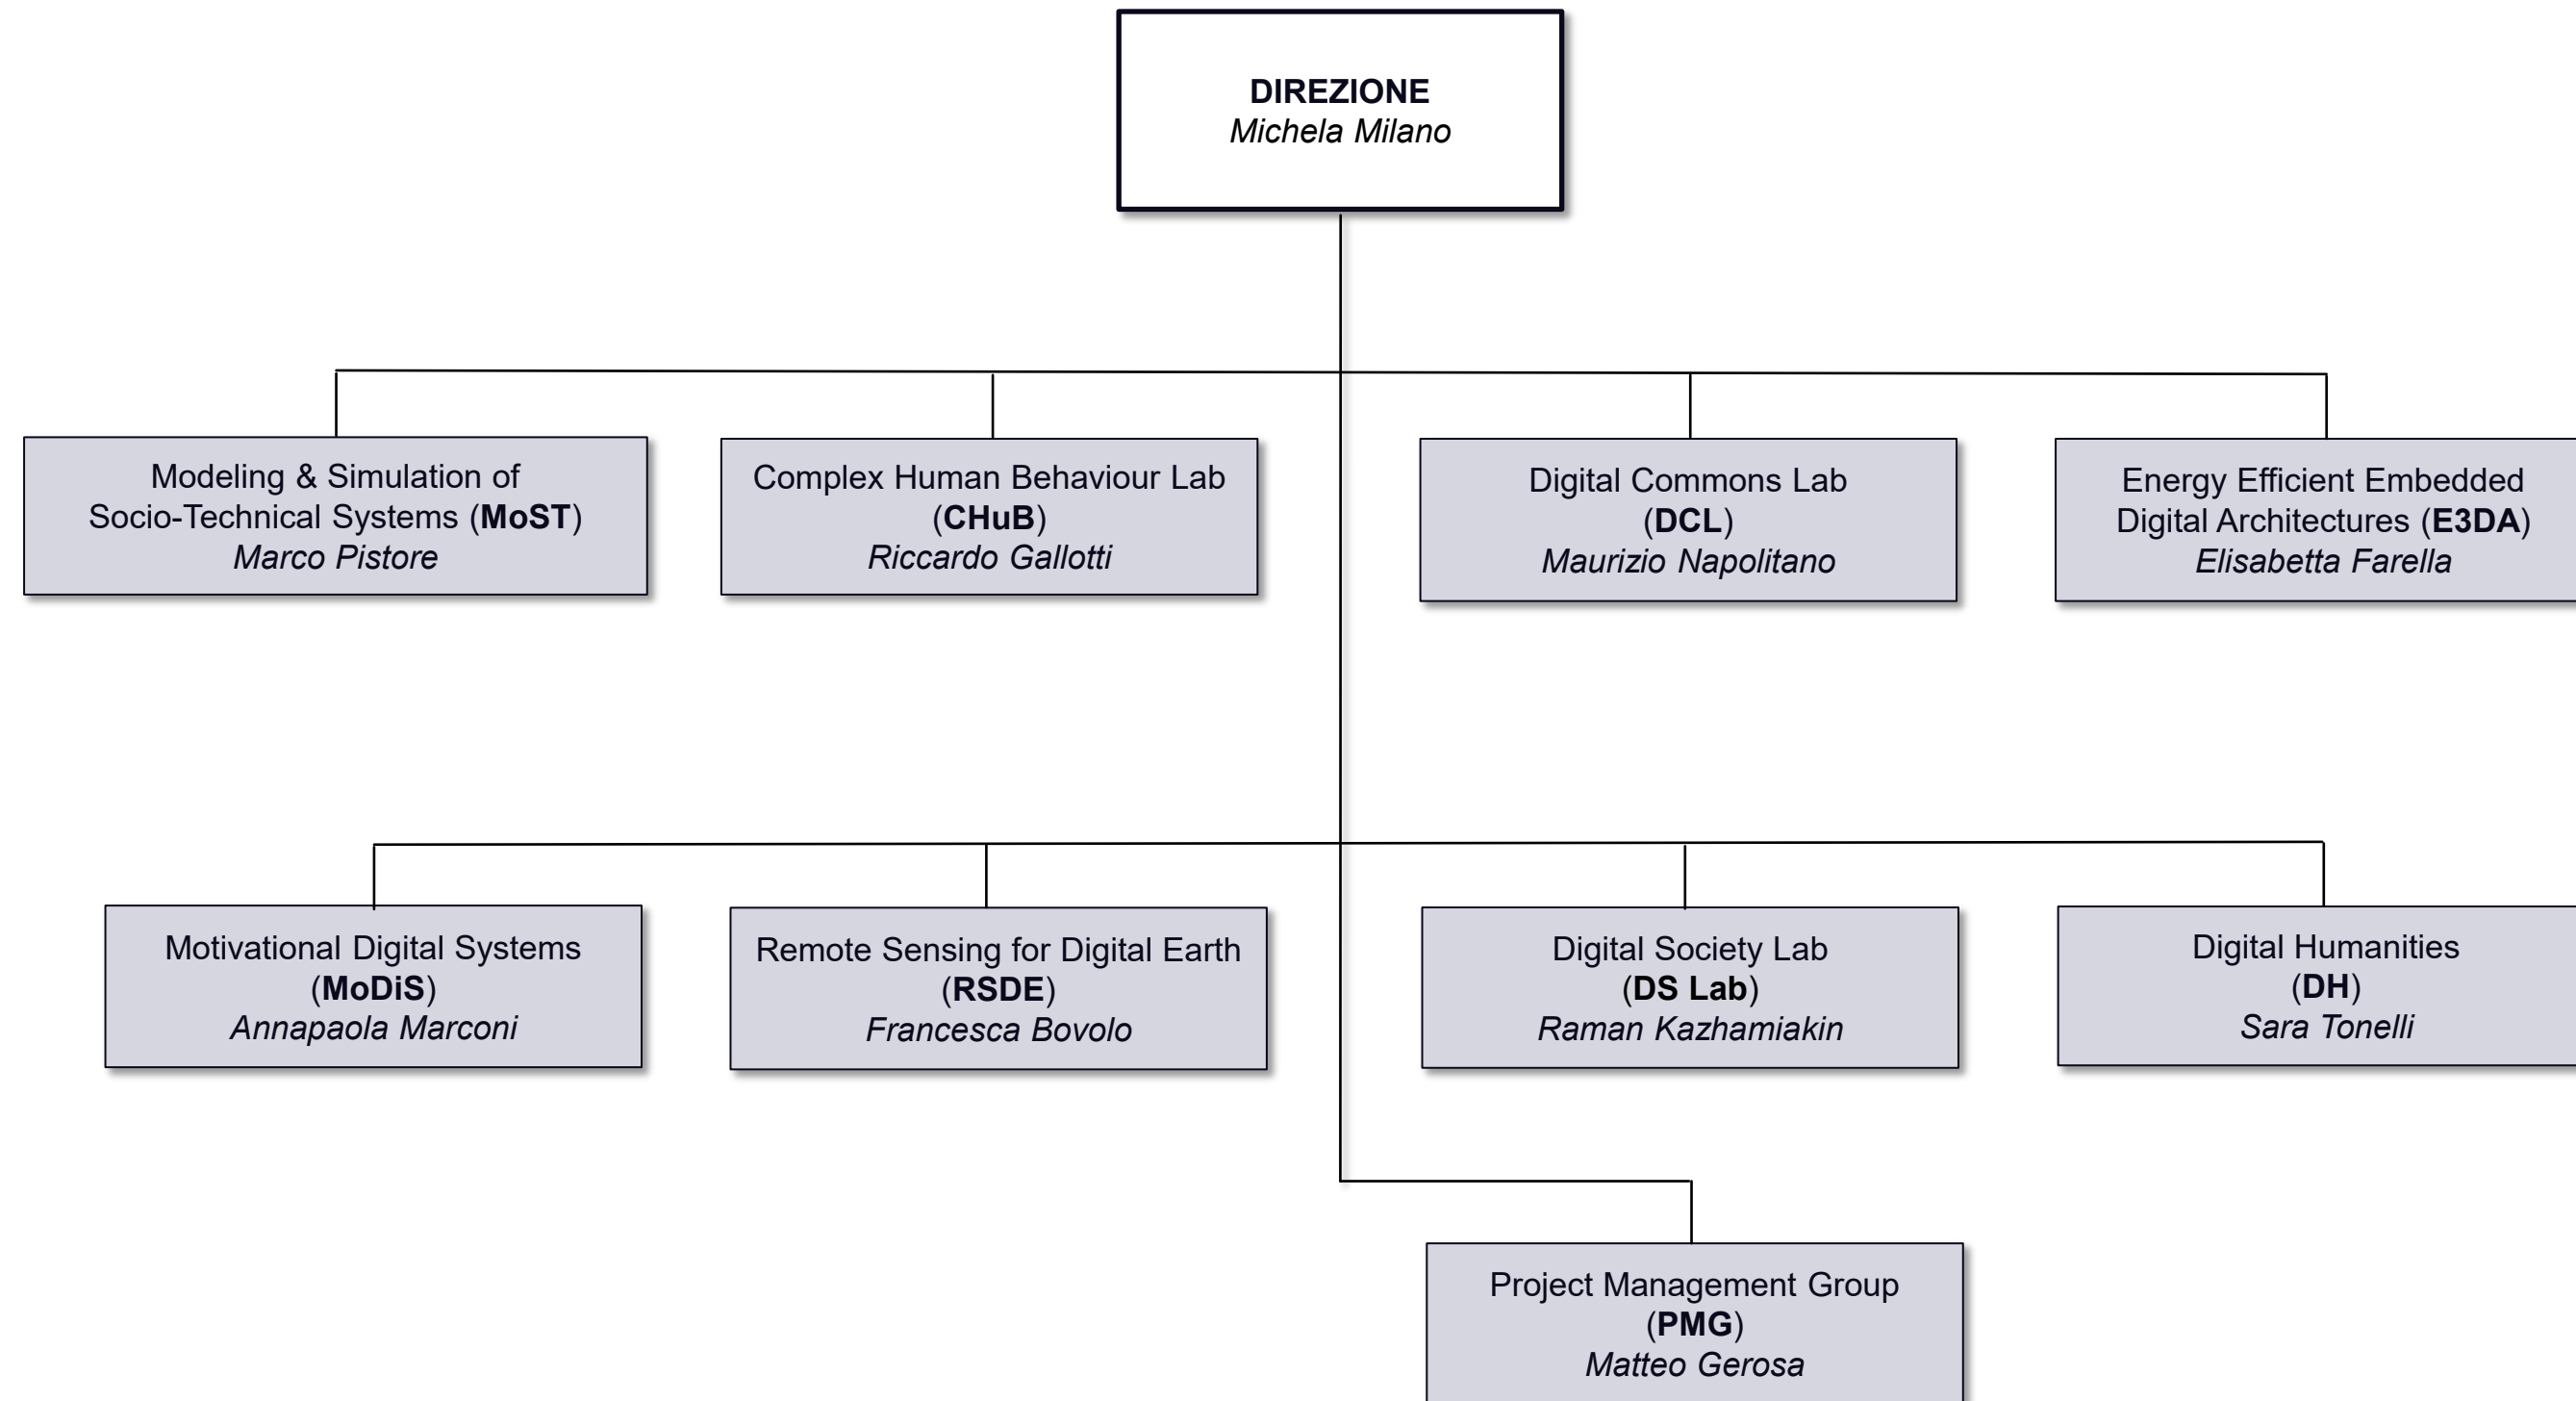 DIREZIONE
Michela Milano
Modeling & Simulation of
Socio-Technical Systems (MoST)
Marco Pistore
Complex Human Behaviour Lab
(CHuB)
Riccardo Gallotti
Digital Commons Lab
(DCL)
Maurizio Napolitano
Energy Efficient Embedded
Digital Architectures (E3DA)
Elisabetta Farella
Motivational Digital Systems
(MoDiS)
Annapaola Marconi
Remote Sensing for Digital Earth
(RSDE)
Francesca Bovolo
Digital Society Lab
(DS Lab)
Raman Kazhamiakin
Digital Humanities
(DH)
Sara Tonelli
Project Management Group
(PMG)
Matteo Gerosa